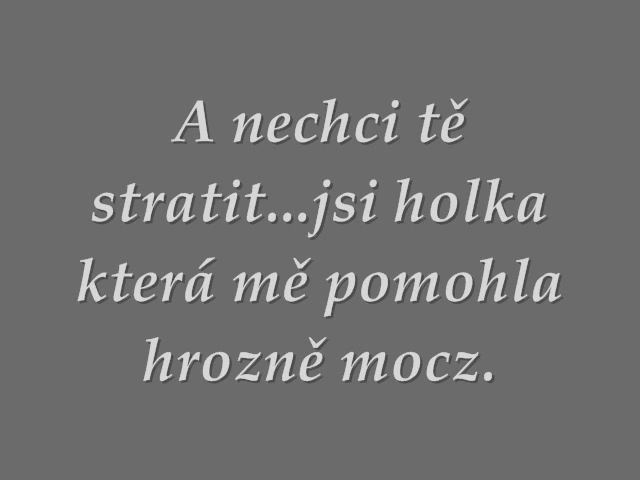 A nechci tě
stratit...jsi holka
která mě pomohla
hrozně mocz.